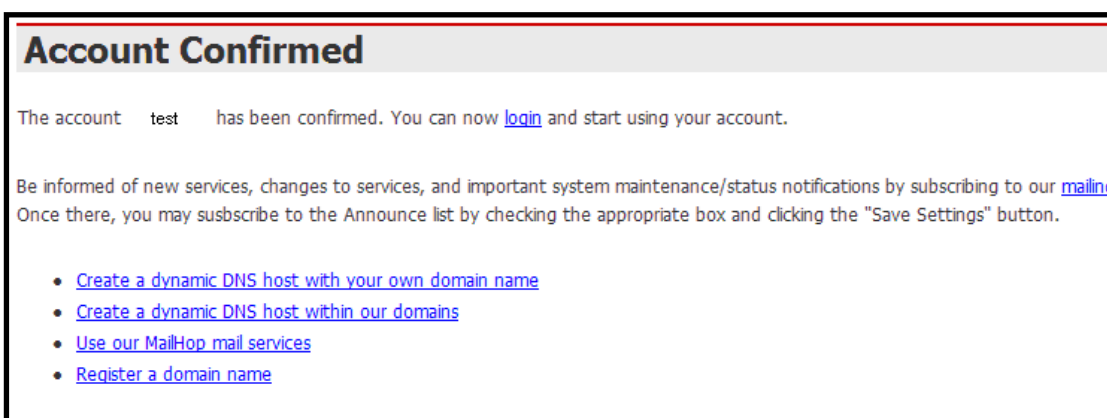 Account Confirmed
The account test has been confirmed. You can now login and start using your account.
Be informed of new services, changes to services, and important system maintenance/status notifications by subscribing to our mailing
Once there, you may susbscribe to the Announce list by checking the appropriate box and clicking the "Save Settings" button.
• Create a dynamic DNS host with your own domain name
• Create a dynamic DNS host within our domains
• Use our MailHop mail services
• Register a domain name